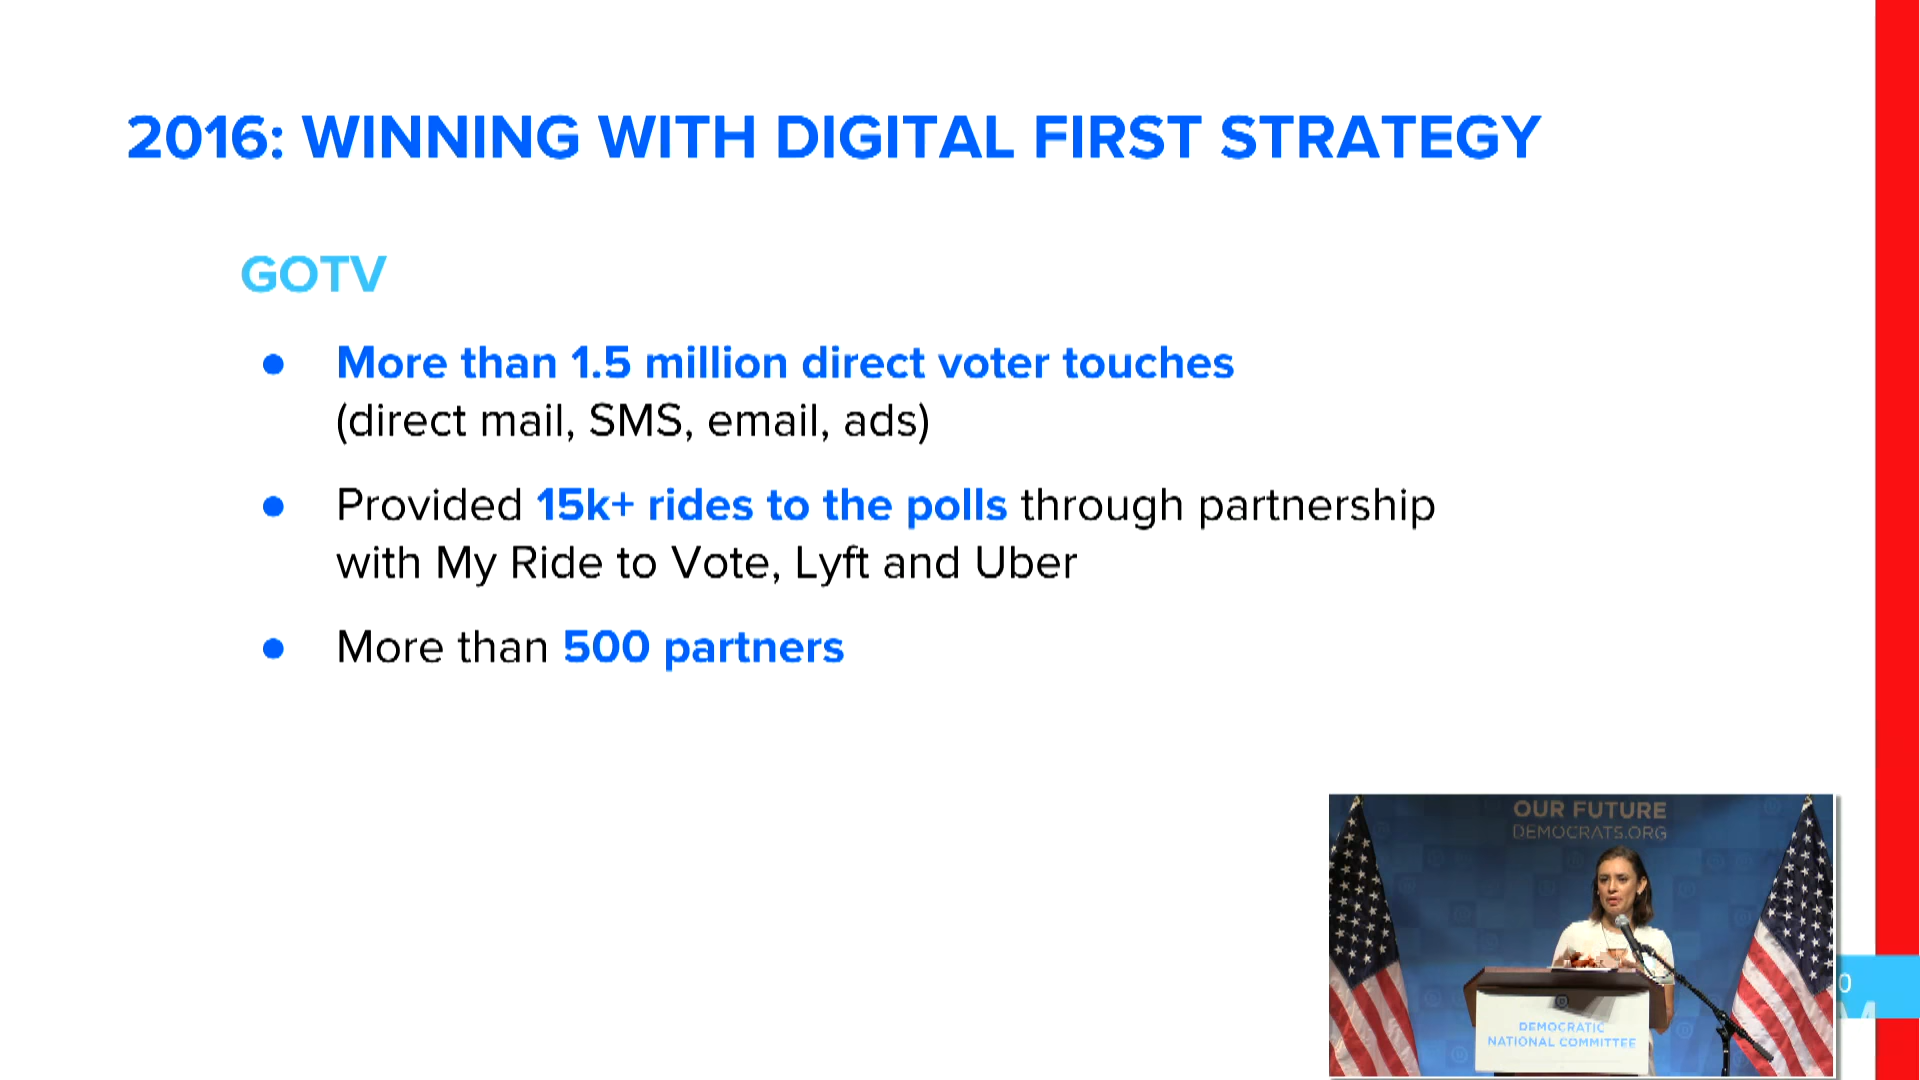 2016: WINNING WITH DIGITAL FIRST STRATEGY
GOTV
● More than 1.5 million direct voter touches
(direct mail, SMS, email, ads)
● Provided 15k+ rides to the polls through partnership
with My Ride to Vote, Lyft and Uber
● More than 500 partners
OUR FUTURE
DEMOCRATS.ORG
DEMOCRATIC
NATIONAL COMMITTEE
0